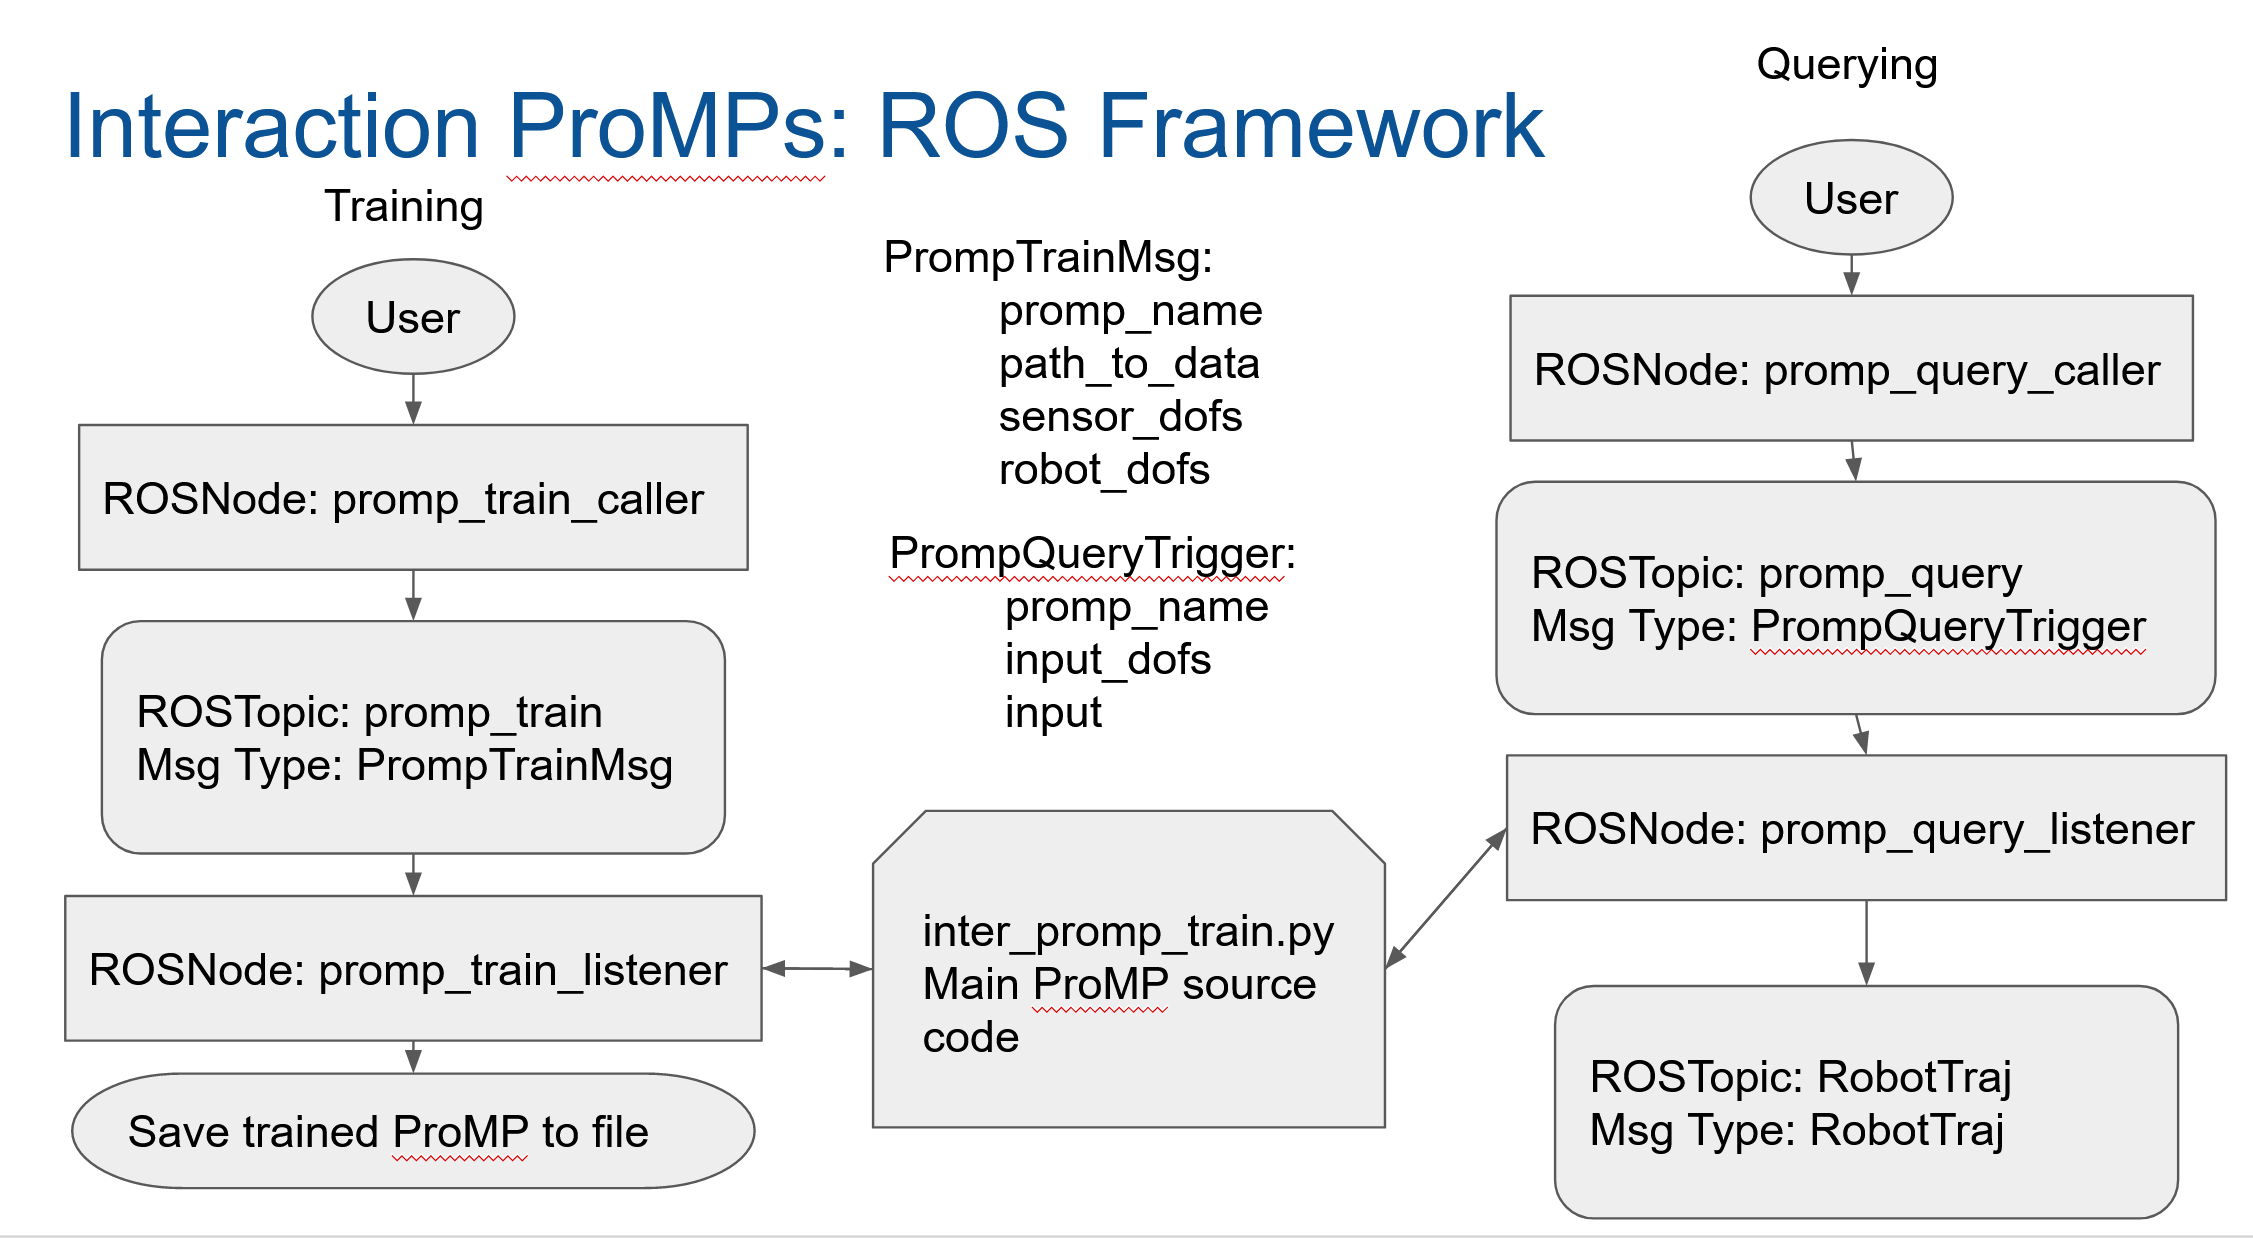 Interaction ProMPs: ROS Framework
Training
User
ROSNode: promp_train_caller
ROSTopic: promp_train
Msg Type: PrompTrainMsg
ROSNode: promp_train_listener
Save trained ProMP to file
PrompTrainMsg:
promp_name
path_to_data
sensor_dofs
robot_dofs
PrompQueryTrigger:
promp_name
input_dofs
input
inter_promp_train.py
Main ProMP source
code
Querying
User
ROSNode: promp_query_caller
ROSTopic: promp_query
Msg Type: PrompQueryTrigger
ROSNode: promp_query_listener
ROSTopic: RobotTraj
Msg Type: RobotTraj